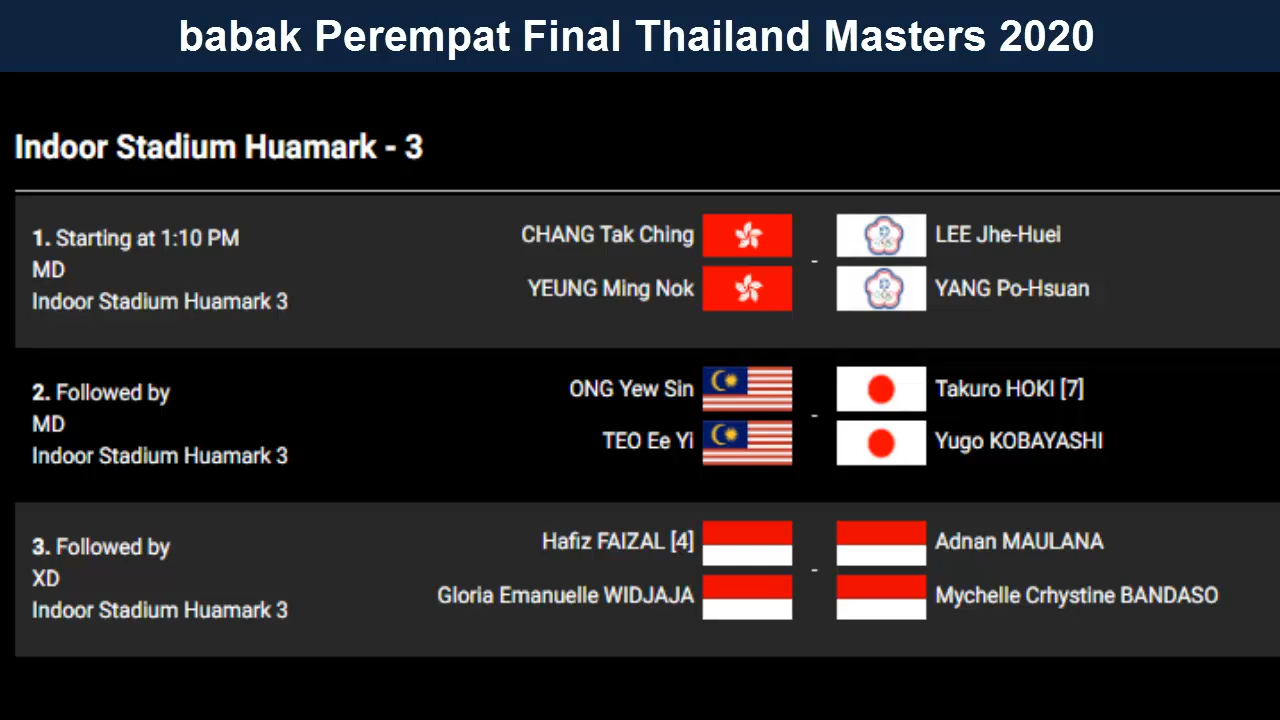 babak Perempat Final Thailand Masters 2020
Indoor Stadium Huamark - 3
1. Starting at 1:10 PM
MD
Indoor Stadium Huamark 3
CHANG Tak Ching
YEUNG Ming Nok
-
LEE Jhe-Huei
YANG Po-Hsuan
2. Followed by
MD
Indoor Stadium Huamark 3
ONG Yew Sin
TEO Ee Yi
-
Takuro HOKI [7]
Yugo KOBAYASHI
3. Followed by
XD
Indoor Stadium Huamark 3
Hafiz FAIZAL [4]
Gloria Emanuelle WIDJAJA
-
Adnan MAULANA
Mychelle Crhystine BANDASO